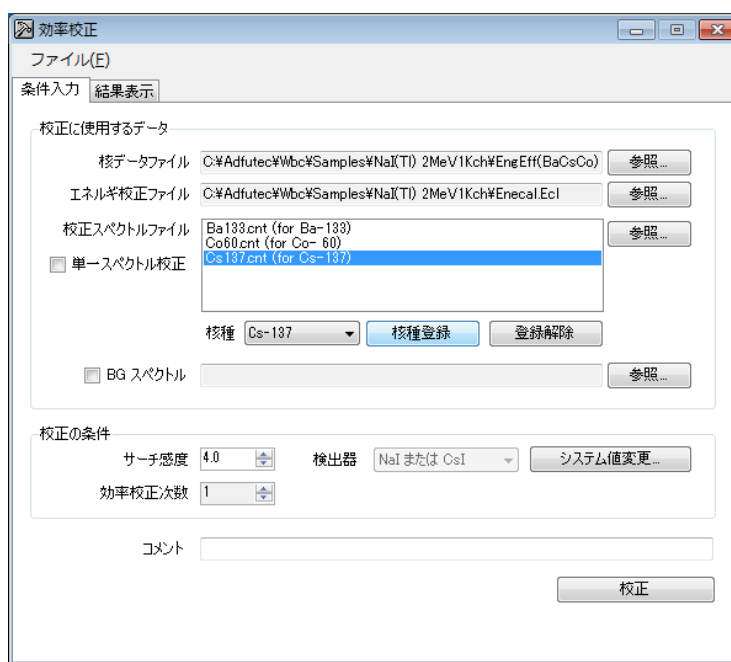 効率校正
ファイル(F)
条件入力 結果表示
校正に使用するデータ
核データファイル C:¥Adfutec¥Wbc¥Samples¥NaI(Tl) 2MeV1Kch¥EngEff(BaCsCo) 参照...
エネルギ校正ファイル C:¥Adfutec¥Wbc¥Samples¥NaI(Tl) 2MeV1Kch¥Enecal.Ecl 参照...
校正スペクトルファイル Ba133.cnt (for Ba-133) 参照...
Co60.cnt (for Co- 60)
単一スペクトル校正 Cs137.cnt (for Cs-137)
核種 Cs-137 核種登録 登録解除
BG スペクトル 参照...
校正の条件
サーチ感度 4.0 検出器 NaI または CsI システム値変更...
効率校正次数 1
コメント
校正